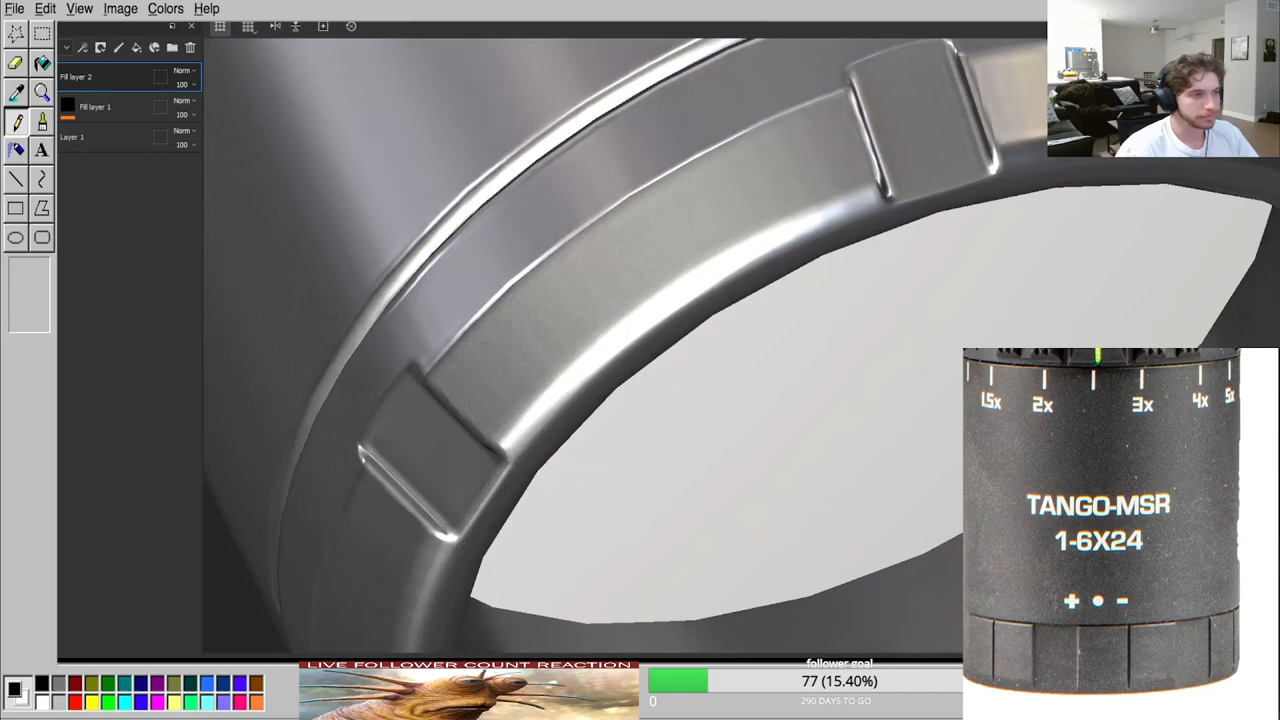 File Edit View Image Colors Help
Fill layer 2
Norm
100
Fill layer 1
Norm
100
Layer 1
Norm
100
A
1.5x 2x 3x 4x 5x
TANGO-MSR
1-6X24
+ • -
LIVE FOLLOWER COUNT REACTION
follower goal
77 (15.40%)
0
290 DAYS TO GO